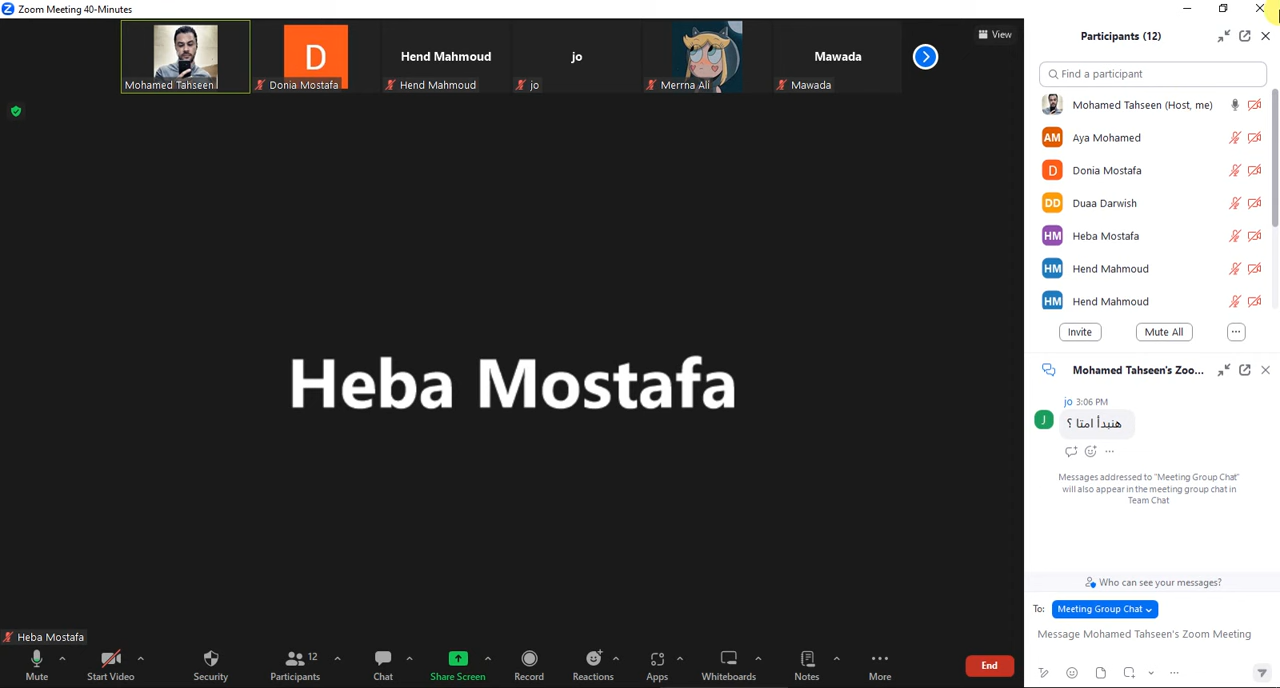 Zoom Meeting 40-Minutes
View
Mohamed Tahseen
D
Donia Mostafa
Hend Mahmoud
Hend Mahmoud
jo
jo
Merrna Ali
Mawada
Mawada
Heba Mostafa
Heba Mostafa
Mute
Start Video
Security
12
Participants
Chat
Share Screen
Record
Reactions
Apps
Whiteboards
Notes
More
End
Participants (12)
Find a participant
Mohamed Tahseen (Host, me)
AM Aya Mohamed
D Donia Mostafa
DD Duaa Darwish
HM Heba Mostafa
HM Hend Mahmoud
HM Hend Mahmoud
Invite
Mute All
Mohamed Tahseen's Zoo...
jo 3:06 PM
J
هنبدأ امتا ؟
Messages addressed to "Meeting Group Chat"
will also appear in the meeting group chat in
Team Chat
Who can see your messages?
To: Meeting Group Chat
Message Mohamed Tahseen's Zoom Meeting